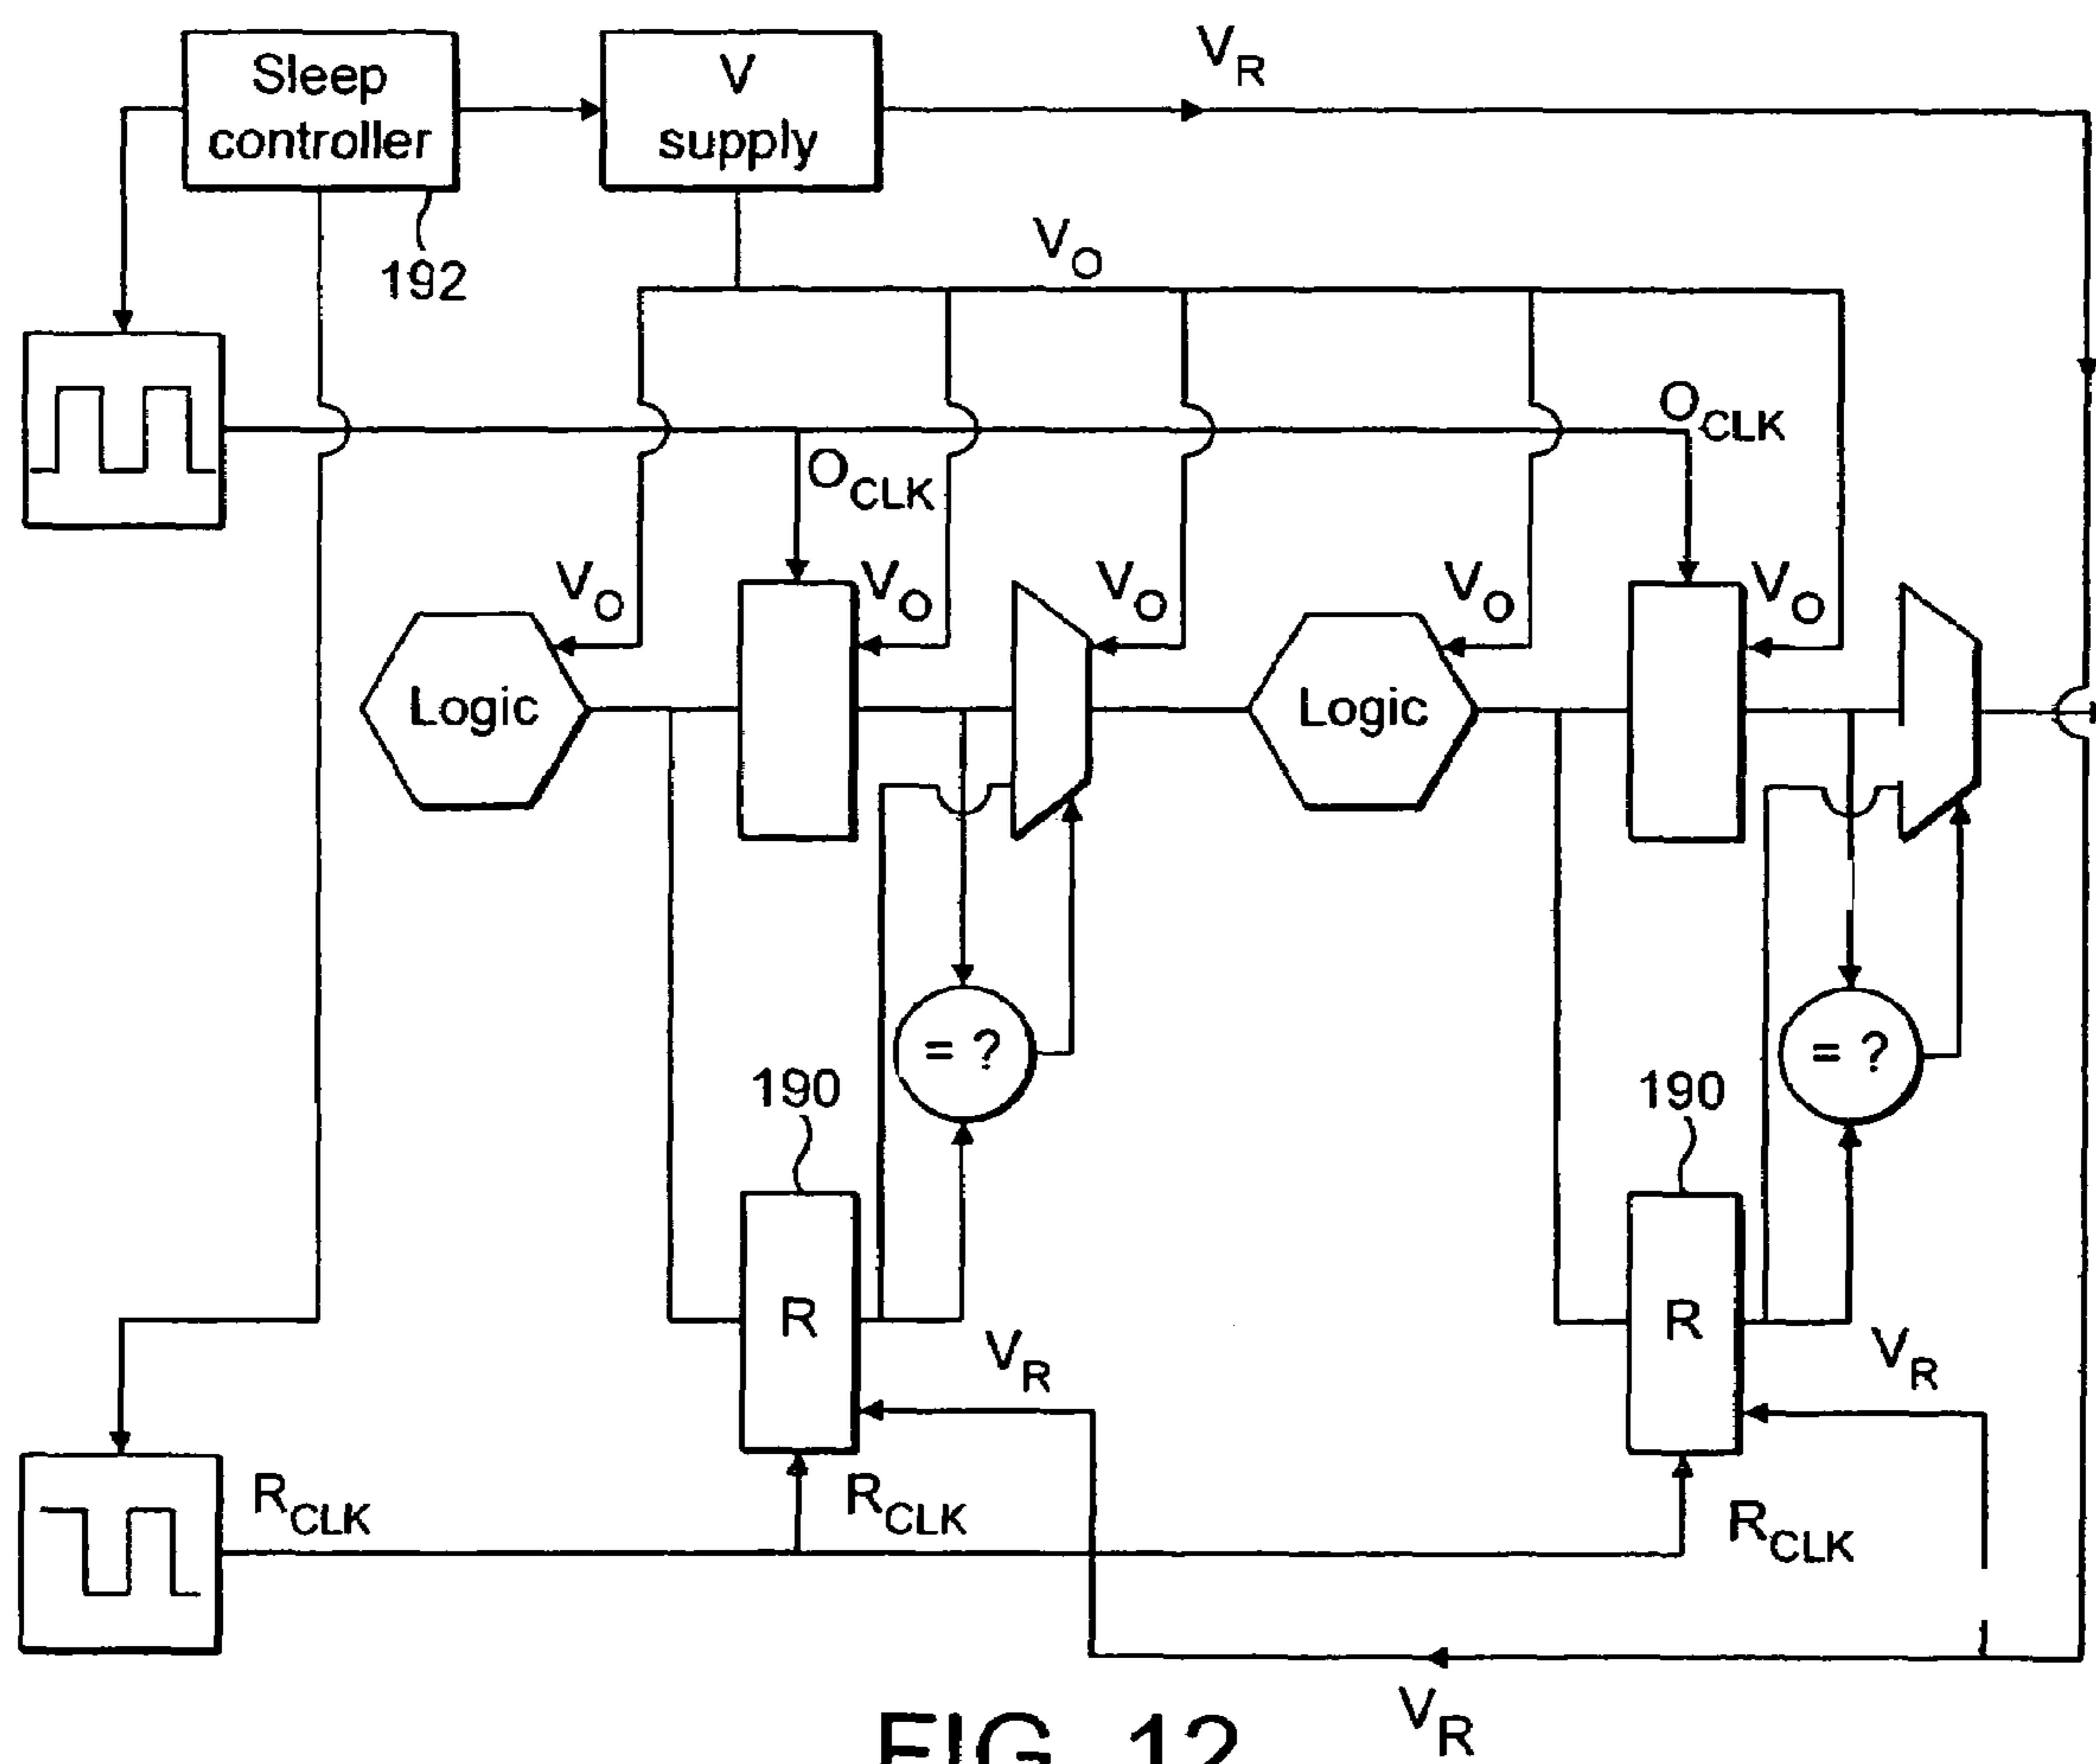 Sleep
controller
V
supply
V_R
192
V_O
O_CLK
O_CLK
V_O
V_O
V_O
V_O
V_O
Logic
Logic
= ?
= ?
190
190
R
R
V_R
V_R
R_CLK
R_CLK
R_CLK
V_R
FIG. 12